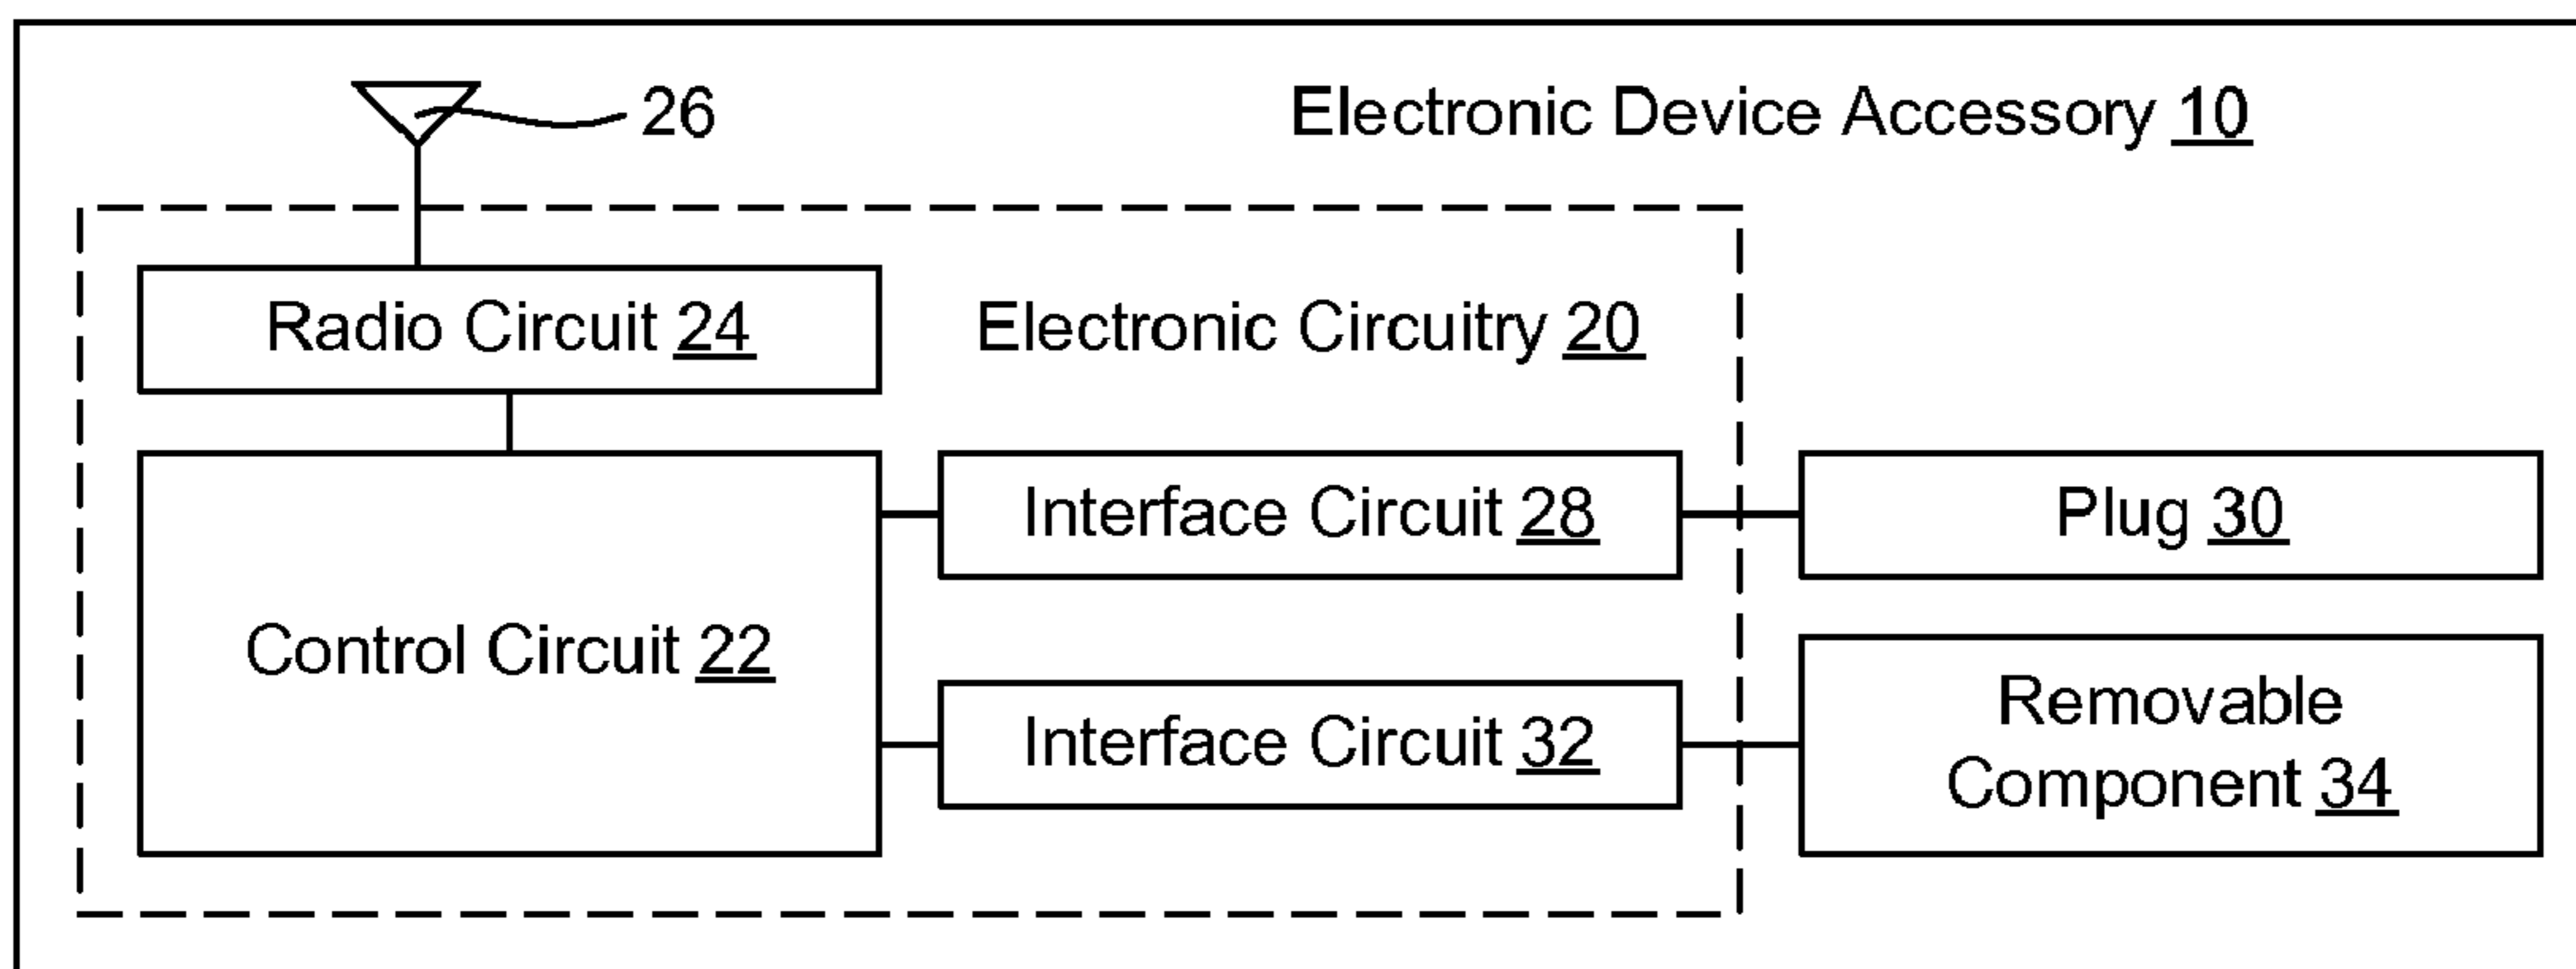 26
Electronic Device Accessory 10
Radio Circuit 24
Electronic Circuitry 20
Interface Circuit 28
Plug 30
Control Circuit 22
Interface Circuit 32
Removable
Component 34